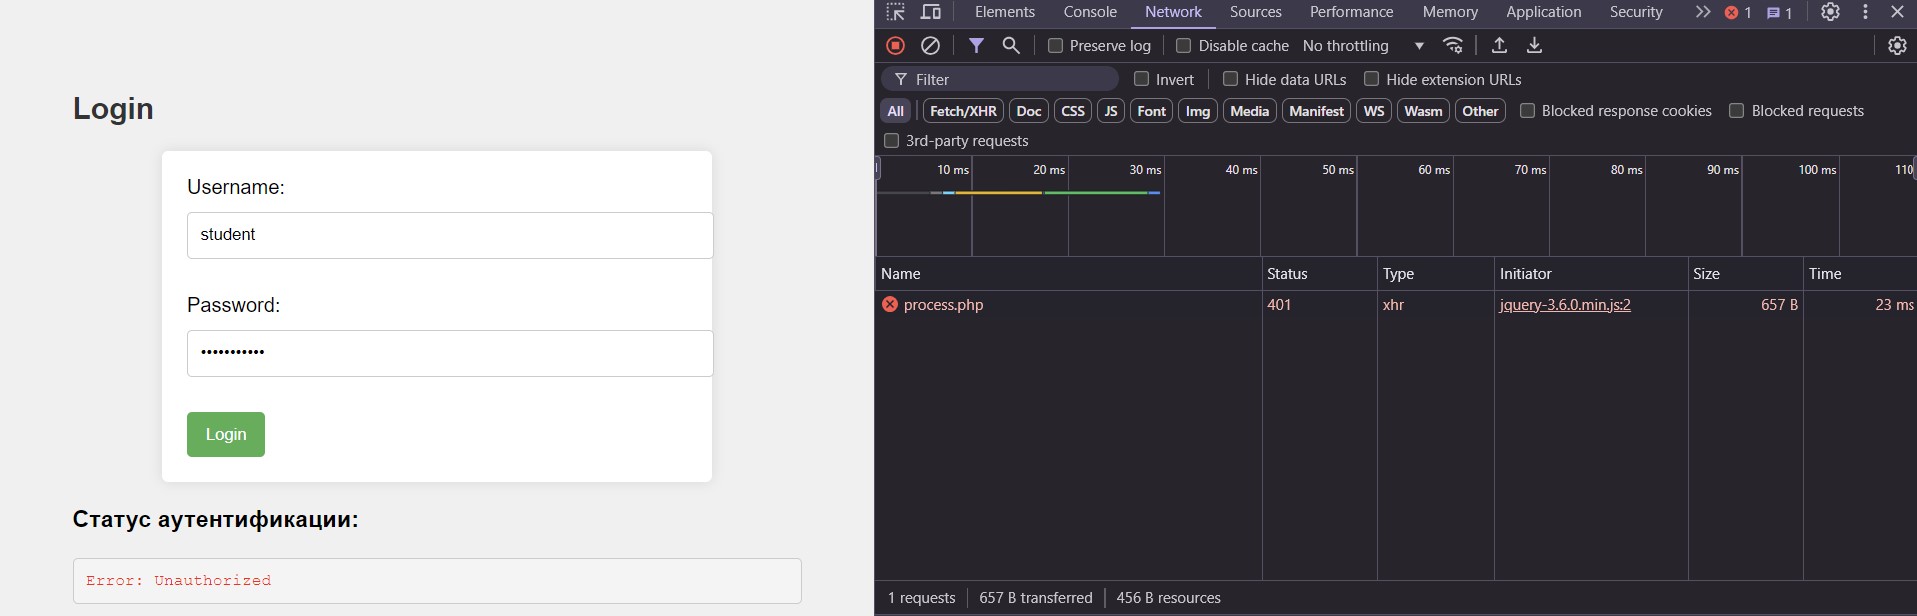 Login
Username:
student
Password:
•••••••••••
Login
Статус аутентификации:
Error: Unauthorized
Elements Console Network Sources Performance Memory Application Security 1 1
Preserve log Disable cache No throttling
Filter Invert Hide data URLs Hide extension URLs
All Fetch/XHR Doc CSS JS Font Img Media Manifest WS Wasm Other Blocked response cookies Blocked requests
3rd-party requests
10 ms 20 ms 30 ms 40 ms 50 ms 60 ms 70 ms 80 ms 90 ms 100 ms 110
Name Status Type Initiator Size Time
process.php 401 xhr jquery-3.6.0.min.js:2 657 B 23 ms
1 requests 657 B transferred 456 B resources